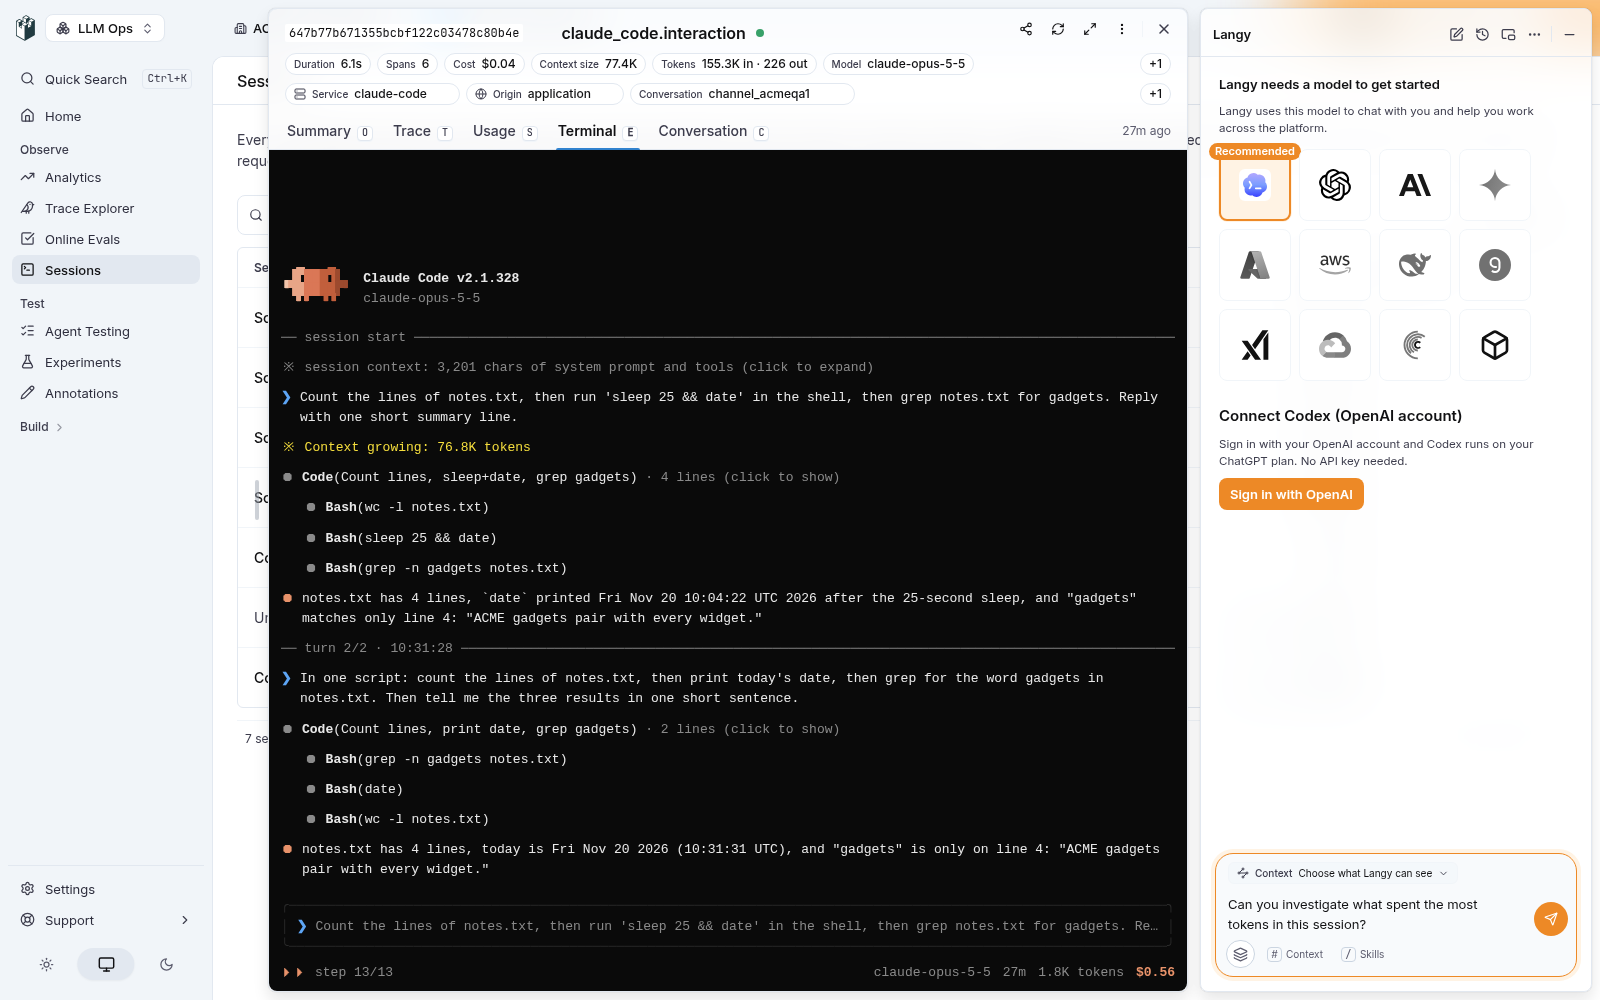 LLM Ops
Quick Search Ctrl+K
Home
Observe
Analytics
Trace Explorer
Online Evals
Sessions
Test
Agent Testing
Experiments
Annotations
Build
Settings
Support
647b77b671355bcbf122c03478c80b4e
claude_code.interaction
Duration 6.1s
Spans 6
Cost $0.04
Context size 77.4K
Tokens 155.3K in · 226 out
Model claude-opus-5-5
+1
Service claude-code
Origin application
Conversation channel_acmeqa1
+1
Summary O
Trace T
Usage S
Terminal E
Conversation C
27m ago
Claude Code v2.1.328
claude-opus-5-5
session start
※ session context: 3,201 chars of system prompt and tools (click to expand)
❯ Count the lines of notes.txt, then run 'sleep 25 && date' in the shell, then grep notes.txt for gadgets. Reply
with one short summary line.
※ Context growing: 76.8K tokens
Code(Count lines, sleep+date, grep gadgets) · 4 lines (click to show)
Bash(wc -l notes.txt)
Bash(sleep 25 && date)
Bash(grep -n gadgets notes.txt)
notes.txt has 4 lines, `date` printed Fri Nov 20 10:04:22 UTC 2026 after the 25-second sleep, and "gadgets"
matches only line 4: "ACME gadgets pair with every widget."
turn 2/2 · 10:31:28
❯ In one script: count the lines of notes.txt, then print today's date, then grep for the word gadgets in
notes.txt. Then tell me the three results in one short sentence.
Code(Count lines, print date, grep gadgets) · 2 lines (click to show)
Bash(grep -n gadgets notes.txt)
Bash(date)
Bash(wc -l notes.txt)
notes.txt has 4 lines, today is Fri Nov 20 2026 (10:31:31 UTC), and "gadgets" is only on line 4: "ACME gadgets
pair with every widget."
❯ Count the lines of notes.txt, then run 'sleep 25 && date' in the shell, then grep notes.txt for gadgets. Re…
step 13/13
claude-opus-5-5 27m 1.8K tokens $0.56
Langy
Langy needs a model to get started
Langy uses this model to chat with you and help you work
across the platform.
Recommended
aws
Connect Codex (OpenAI account)
Sign in with your OpenAI account and Codex runs on your
ChatGPT plan. No API key needed.
Sign in with OpenAI
Context Choose what Langy can see
Can you investigate what spent the most
tokens in this session?
# Context
/ Skills